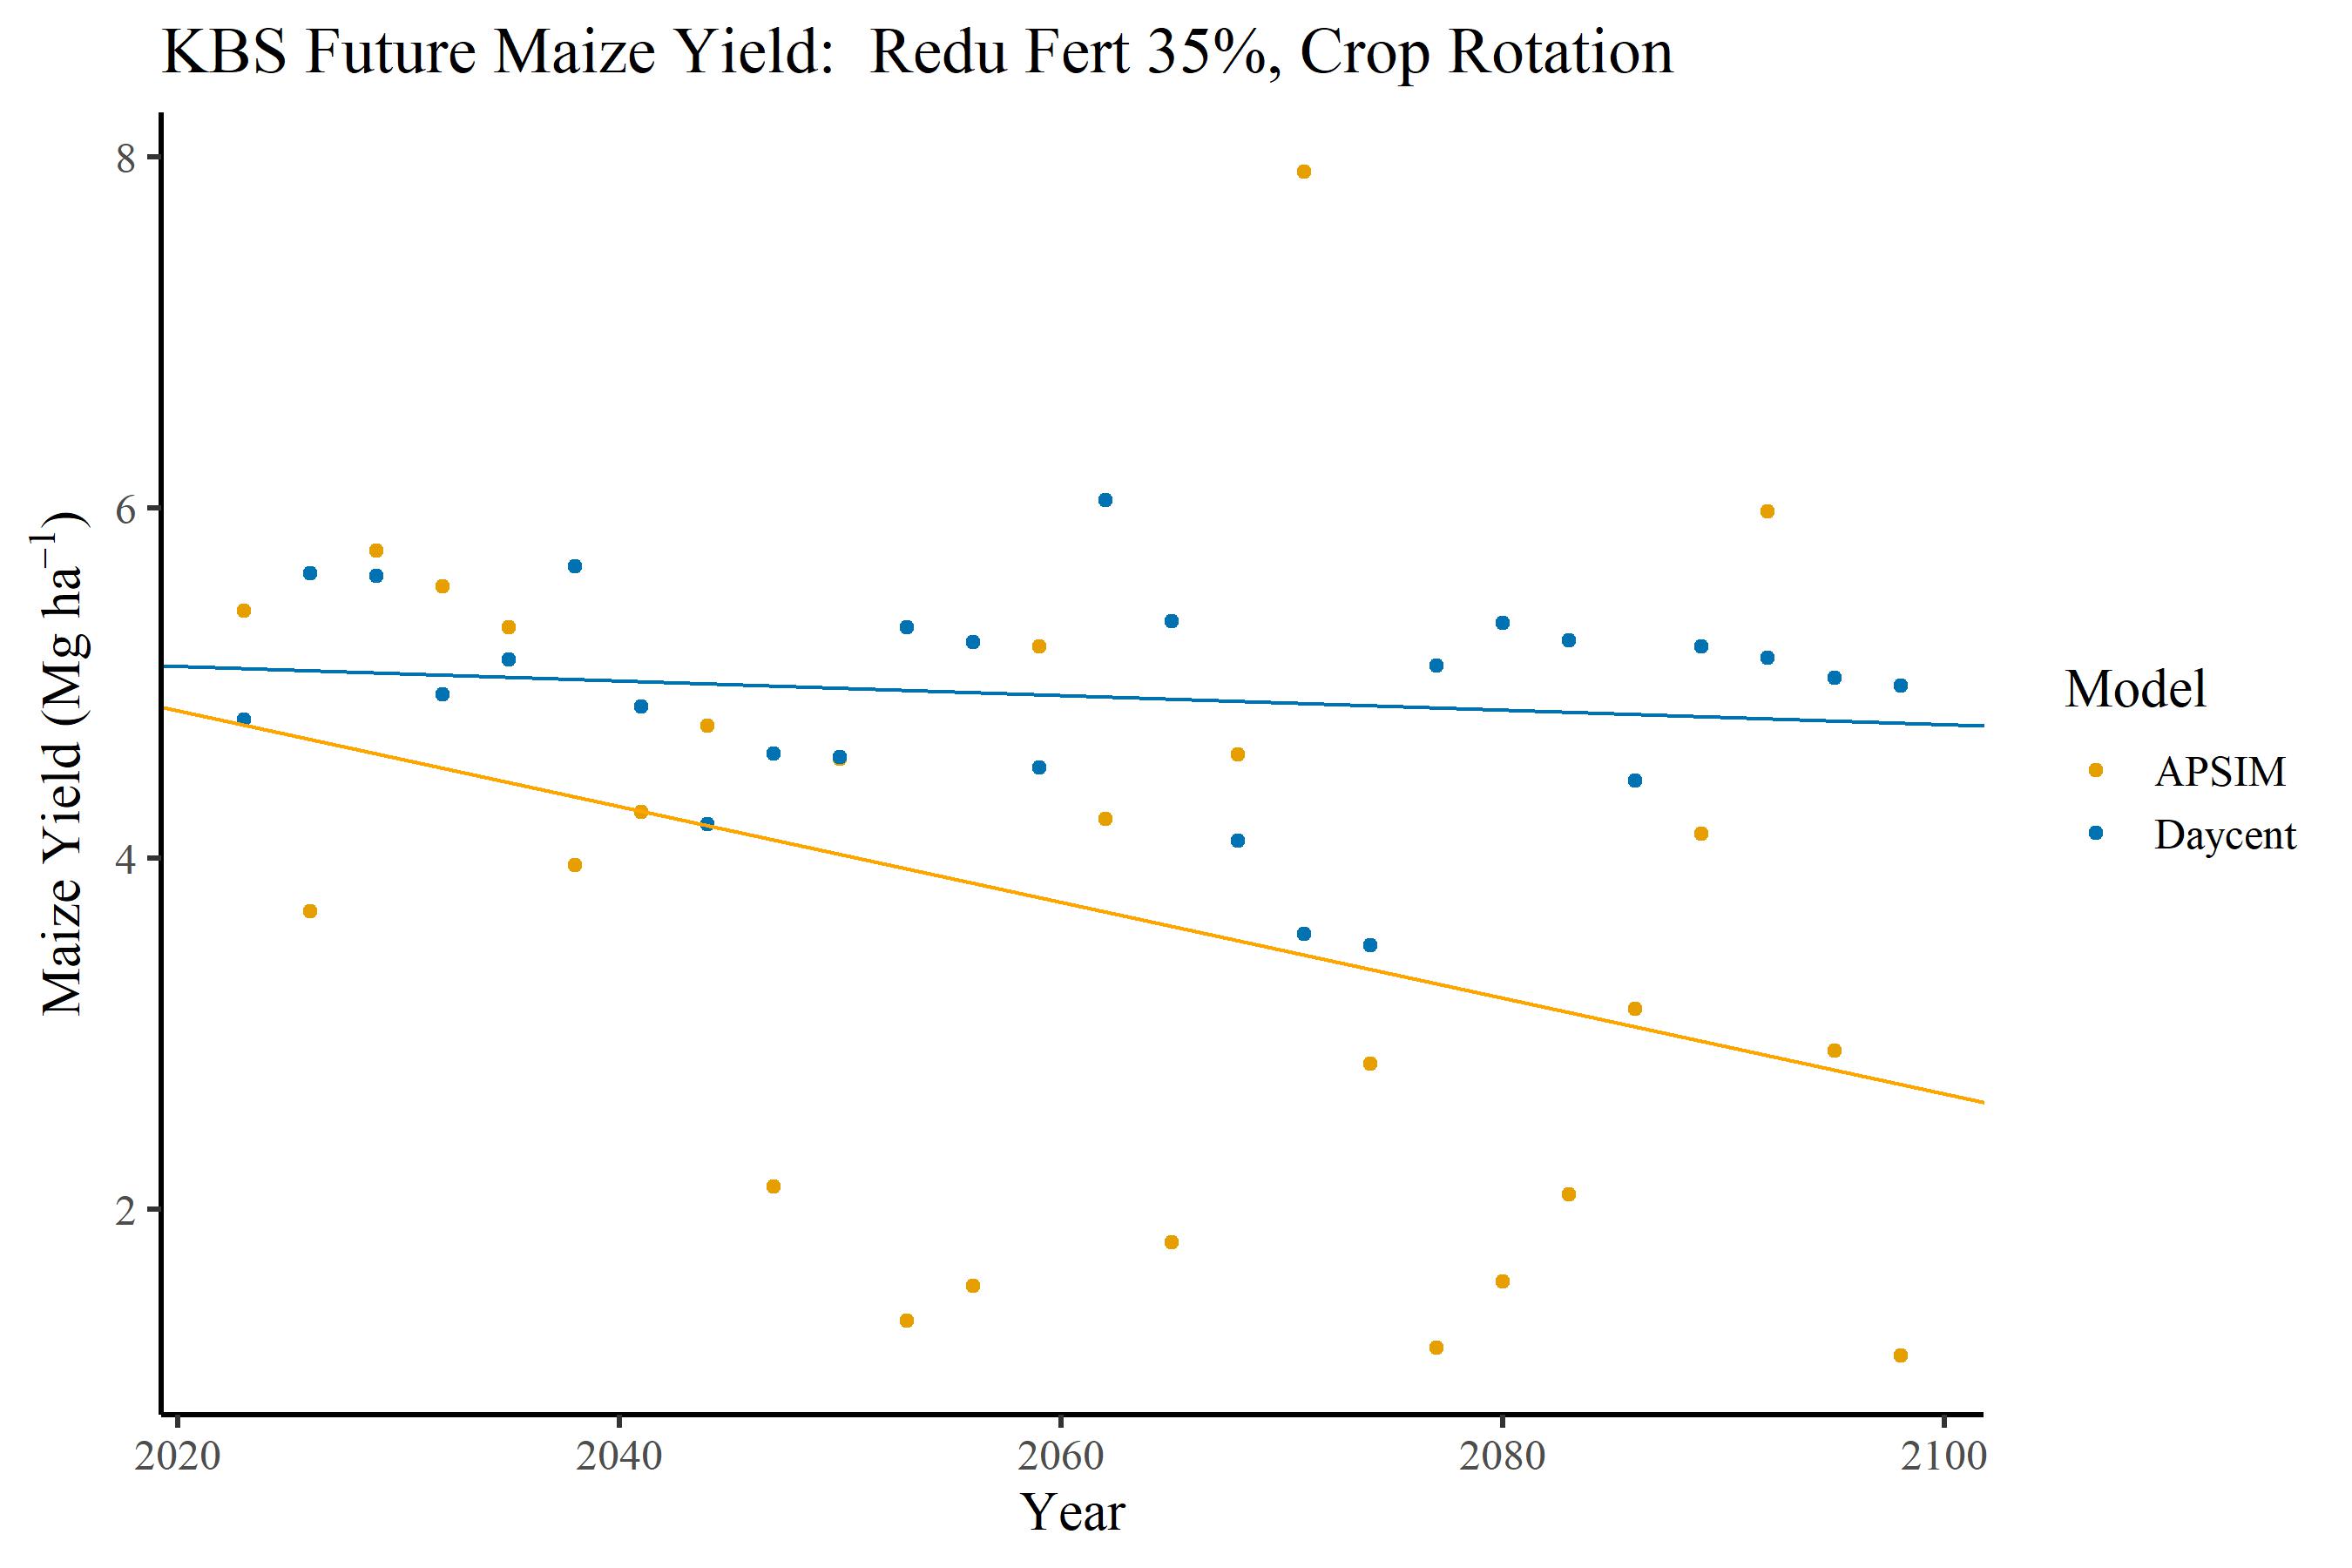 KBS Future Maize Yield:  Redu Fert 35%, Crop Rotation
8
6
4
2
Maize Yield (Mg ha⁻¹)
2020 2040 2060 2080 2100
Year
Model
APSIM
Daycent